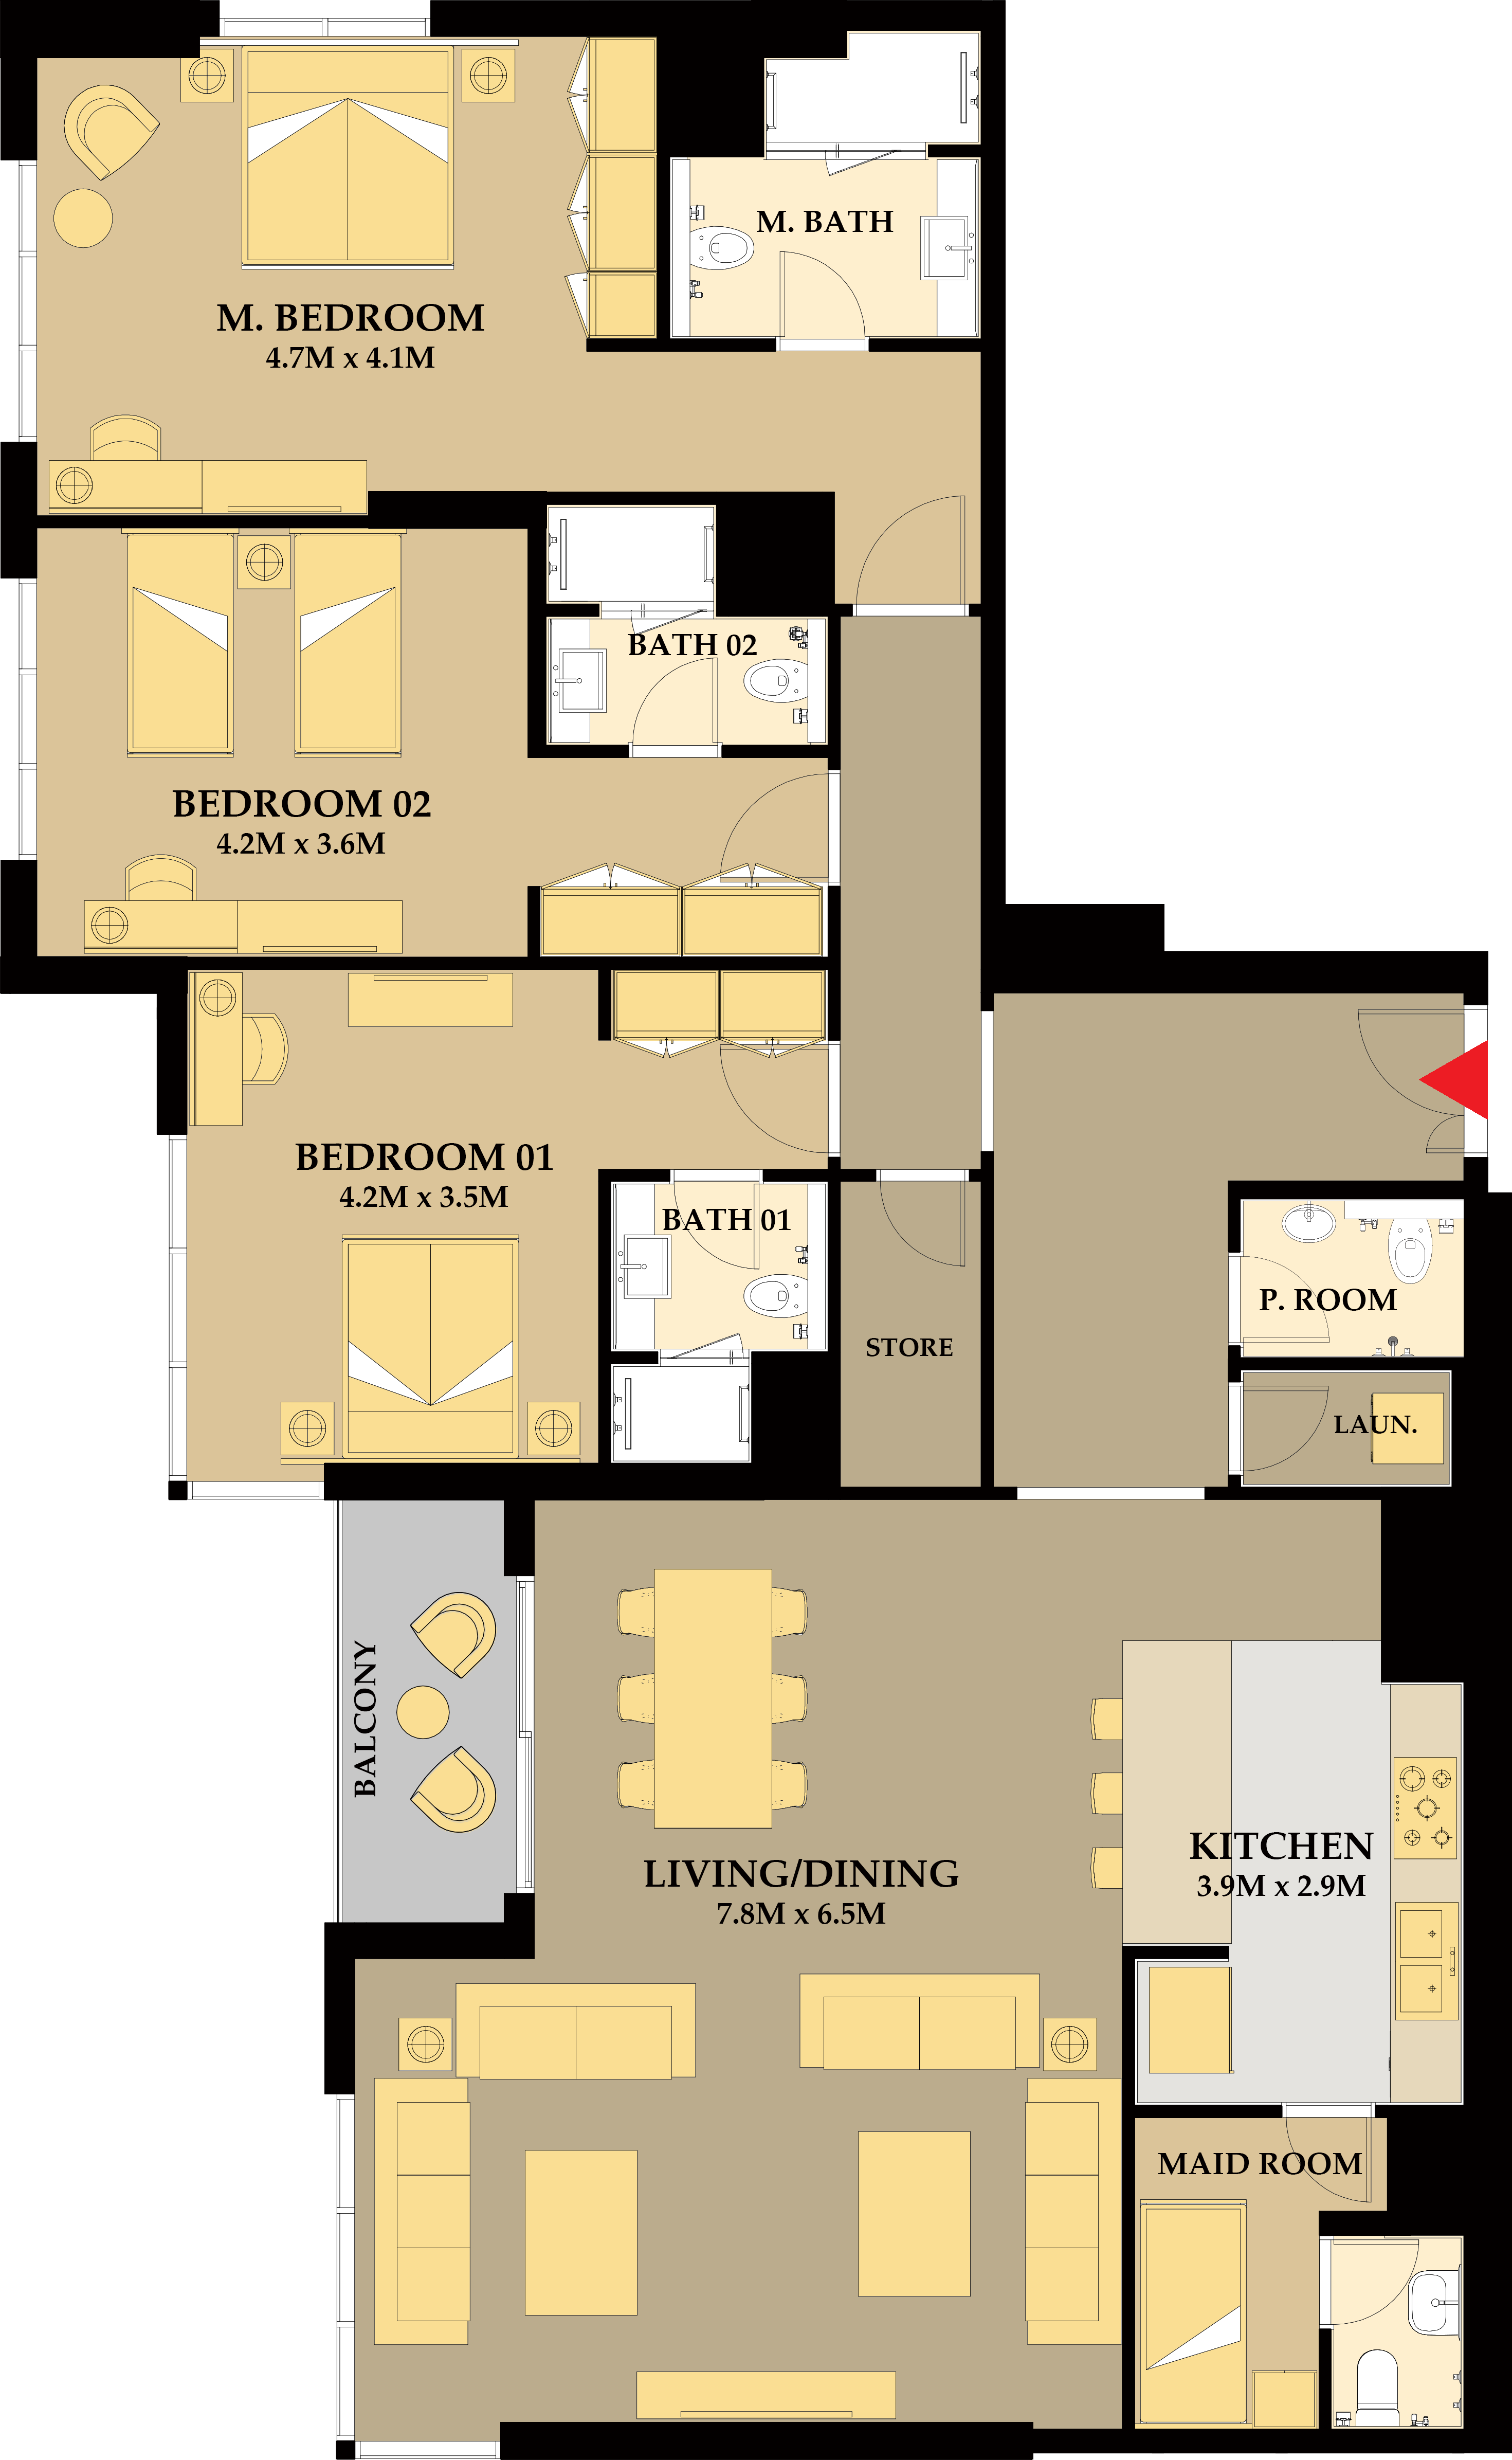 M. BATH
M. BEDROOM
4.7M x 4.1M
BATH 02
BEDROOM 02
4.2M x 3.6M
BEDROOM 01
4.2M x 3.5M
BATH 01
P. ROOM
STORE
LAUN.
BALCONY
KITCHEN
3.9M x 2.9M
LIVING/DINING
7.8M x 6.5M
MAID ROOM